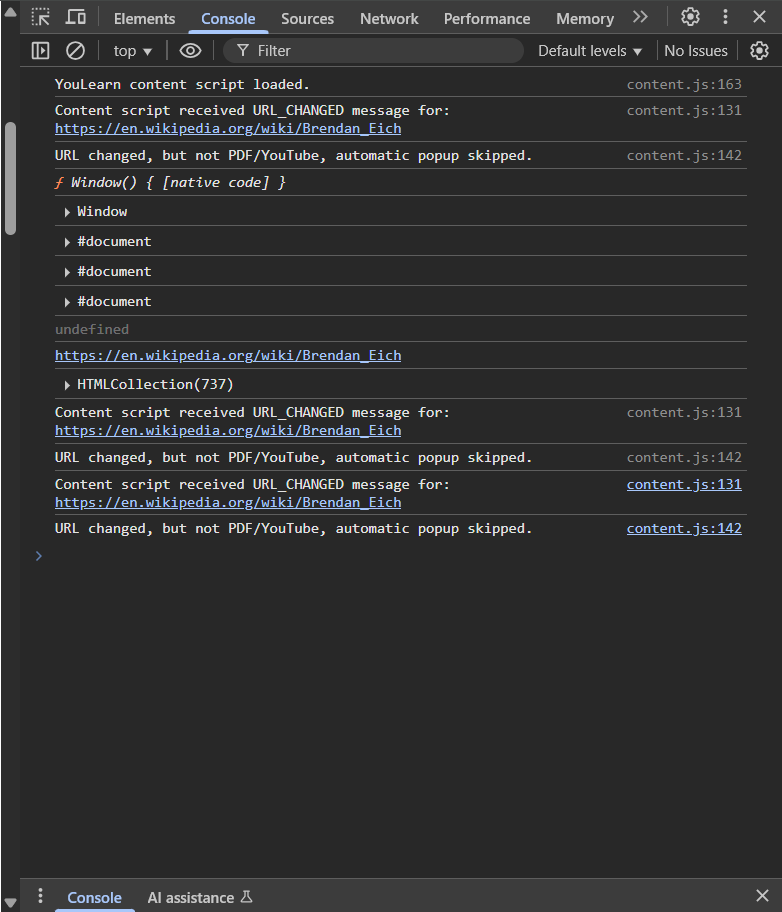 Elements Console Sources Network Performance Memory
top Filter Default levels No Issues
YouLearn content script loaded. content.js:163
Content script received URL_CHANGED message for: content.js:131
https://en.wikipedia.org/wiki/Brendan_Eich
URL changed, but not PDF/YouTube, automatic popup skipped. content.js:142
ƒ Window() { [native code] }
Window
#document
#document
#document
undefined
https://en.wikipedia.org/wiki/Brendan_Eich
HTMLCollection(737)
Content script received URL_CHANGED message for: content.js:131
https://en.wikipedia.org/wiki/Brendan_Eich
URL changed, but not PDF/YouTube, automatic popup skipped. content.js:142
Content script received URL_CHANGED message for: content.js:131
https://en.wikipedia.org/wiki/Brendan_Eich
URL changed, but not PDF/YouTube, automatic popup skipped. content.js:142
Console AI assistance